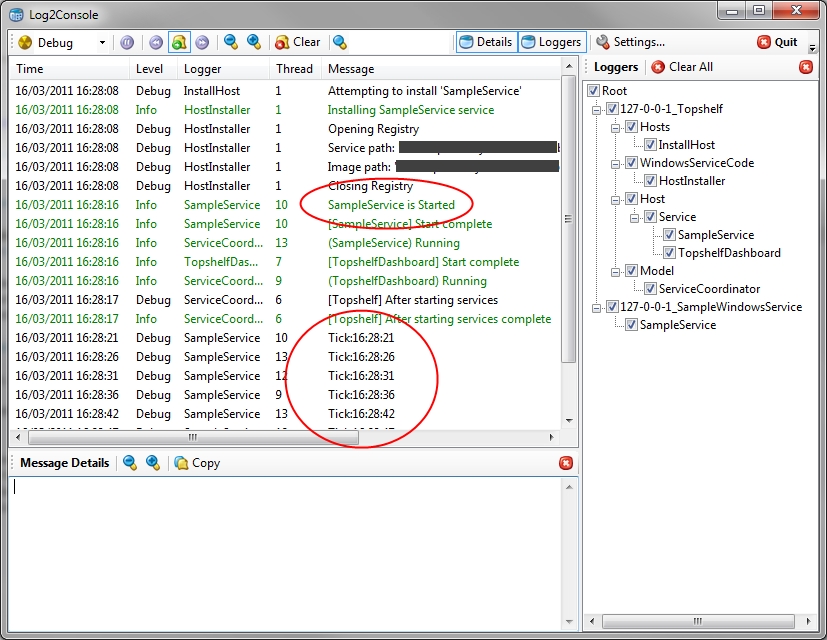 Log2Console
Debug Clear Details Loggers Settings... Quit
Time Level Logger Thread Message
16/03/2011 16:28:08 Debug InstallHost 1 Attempting to install 'SampleService'
16/03/2011 16:28:08 Info HostInstaller 1 Installing SampleService service
16/03/2011 16:28:08 Debug HostInstaller 1 Opening Registry
16/03/2011 16:28:08 Debug HostInstaller 1 Service path:
16/03/2011 16:28:08 Debug HostInstaller 1 Image path:
16/03/2011 16:28:08 Debug HostInstaller 1 Closing Registry
16/03/2011 16:28:16 Info SampleService 10 SampleService is Started
16/03/2011 16:28:16 Info SampleService 10 [SampleService] Start complete
16/03/2011 16:28:16 Info ServiceCoord... 13 (SampleService) Running
16/03/2011 16:28:16 Info TopshelfDas... 7 [TopshelfDashboard] Start complete
16/03/2011 16:28:16 Info ServiceCoord... 9 (TopshelfDashboard) Running
16/03/2011 16:28:17 Debug ServiceCoord... 6 [Topshelf] After starting services
16/03/2011 16:28:17 Info ServiceCoord... 6 [Topshelf] After starting services complete
16/03/2011 16:28:21 Debug SampleService 10 Tick:16:28:21
16/03/2011 16:28:26 Debug SampleService 13 Tick:16:28:26
16/03/2011 16:28:31 Debug SampleService 12 Tick:16:28:31
16/03/2011 16:28:36 Debug SampleService 9 Tick:16:28:36
16/03/2011 16:28:42 Debug SampleService 13 Tick:16:28:42
Message Details Copy
Loggers Clear All
Root
127-0-0-1_Topshelf
Hosts
InstallHost
WindowsServiceCode
HostInstaller
Host
Service
SampleService
TopshelfDashboard
Model
ServiceCoordinator
127-0-0-1_SampleWindowsService
SampleService